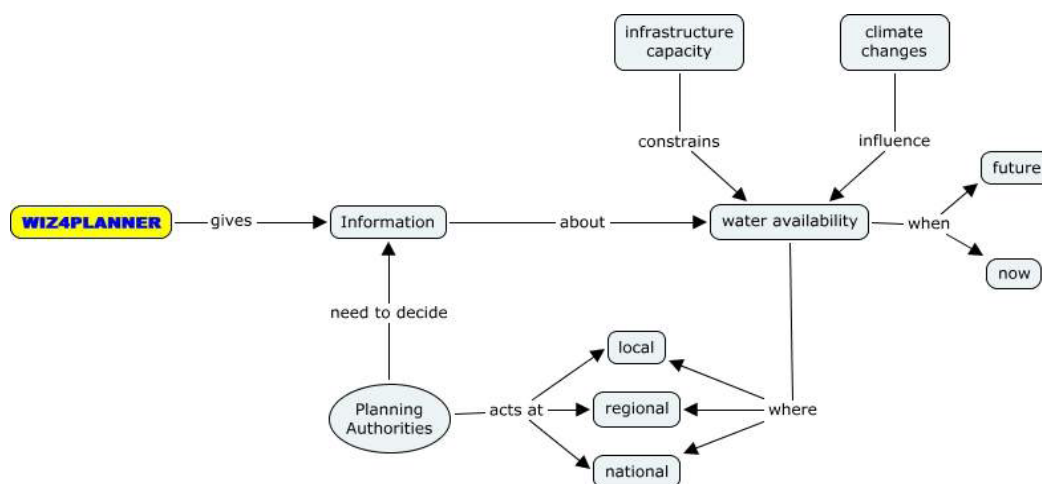 infrastructure
capacity
climate
changes
constrains
influence
future
WIZ4PLANNER
gives
Information
about
water availability
when
now
need to decide
local
Planning
Authorities
acts at
regional
where
national